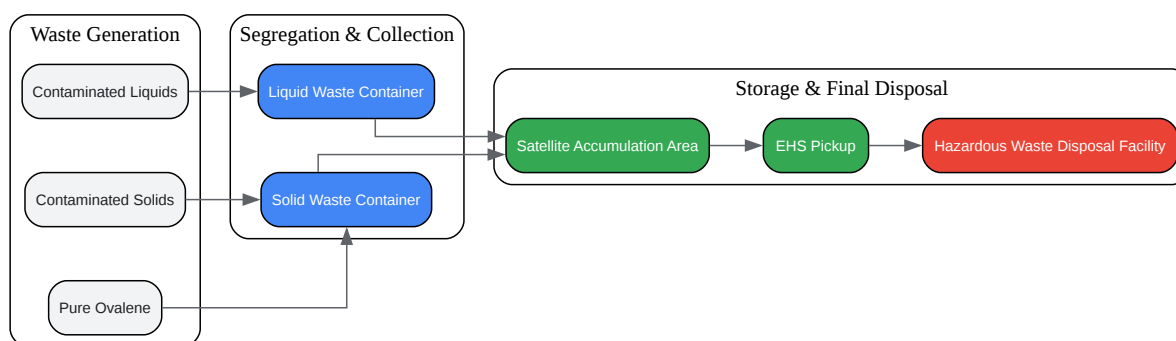 Waste Generation
Contaminated Liquids
Contaminated Solids
Pure Ovalene
Segregation & Collection
Liquid Waste Container
Solid Waste Container
Storage & Final Disposal
Satellite Accumulation Area
EHS Pickup
Hazardous Waste Disposal Facility